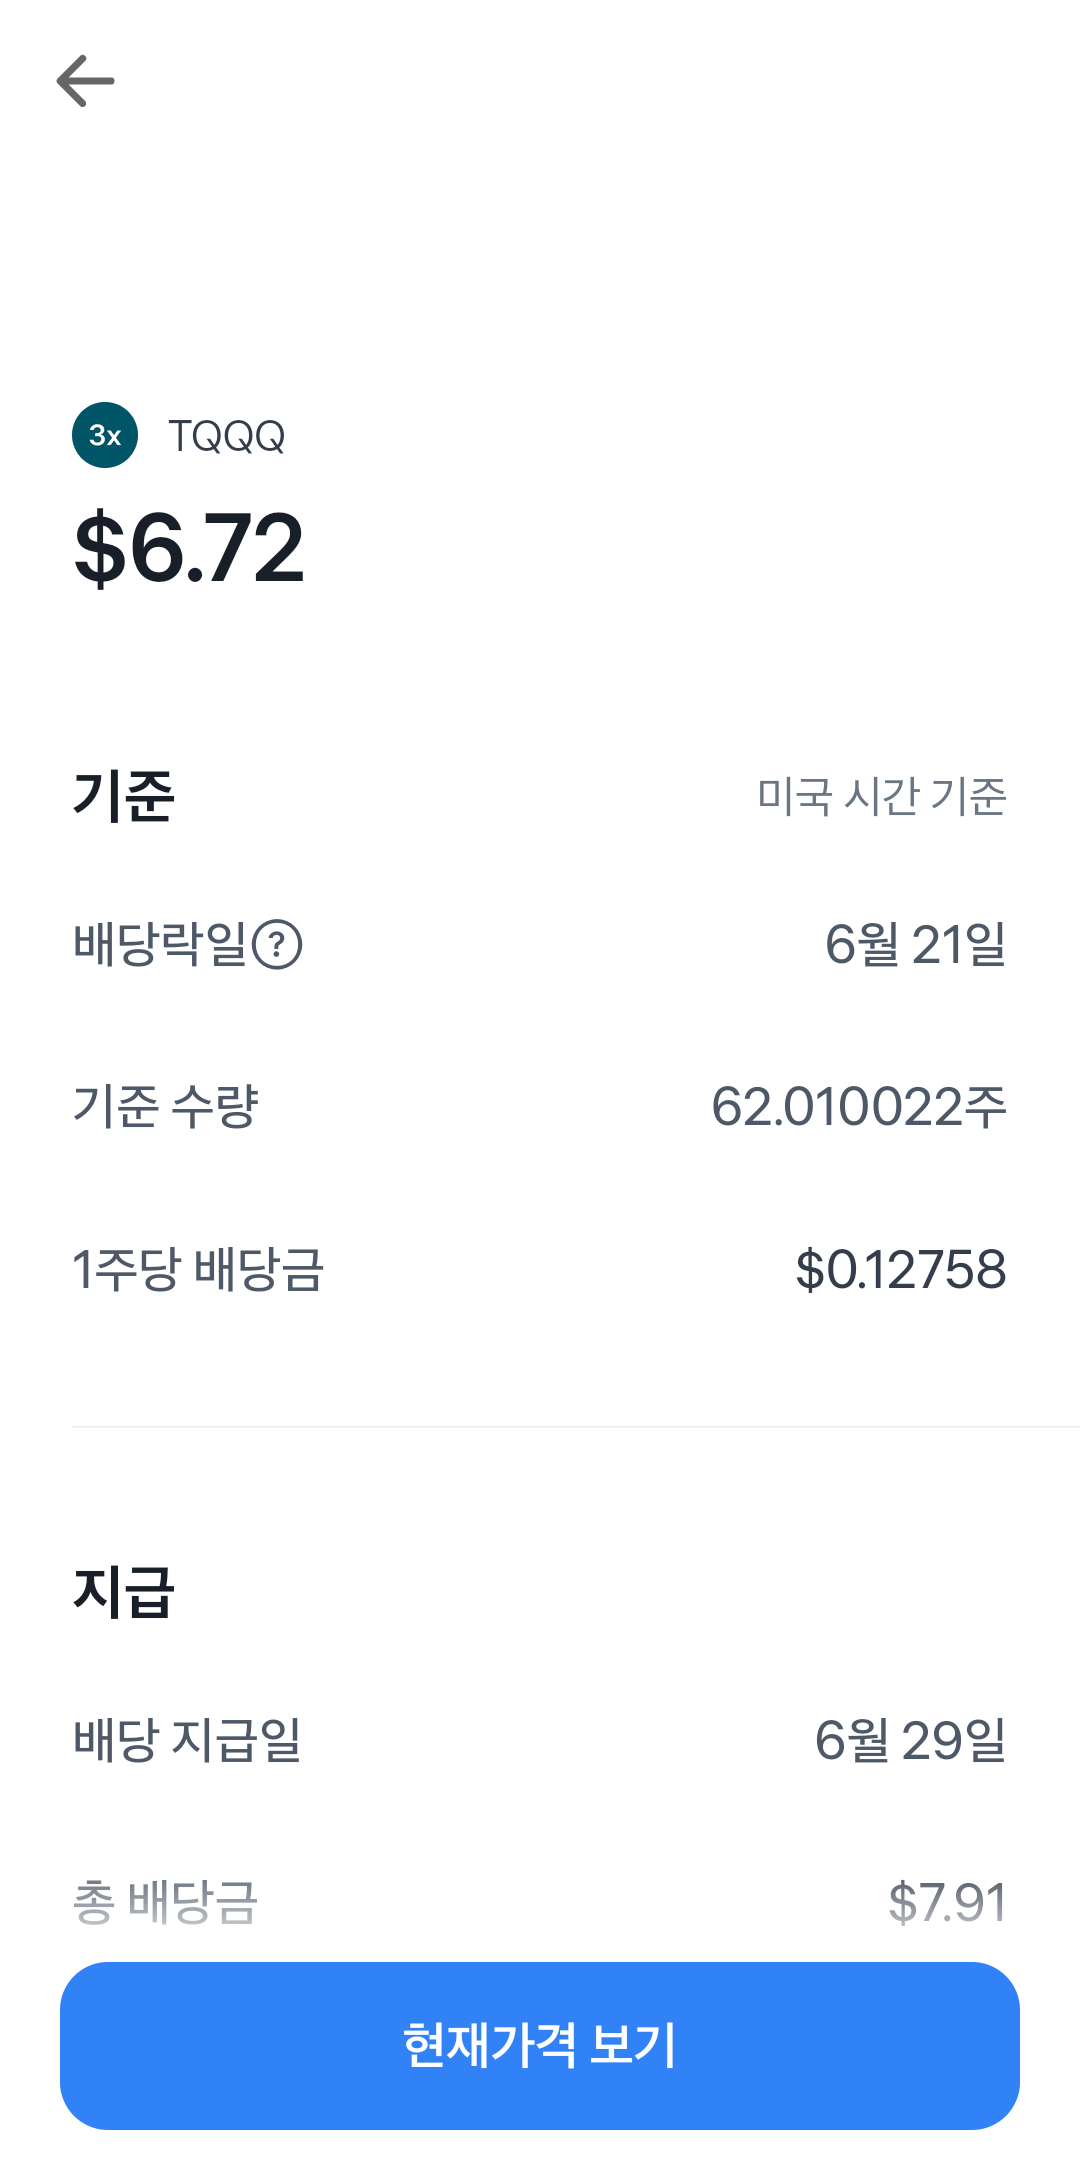 3x TQQQ
$6.72
기준 미국 시간 기준
배당락일? 6월 21일
기준 수량 62.010022주
1주당 배당금 $0.12758
지급
배당 지급일 6월 29일
총 배당금 $7.91
현재가격 보기